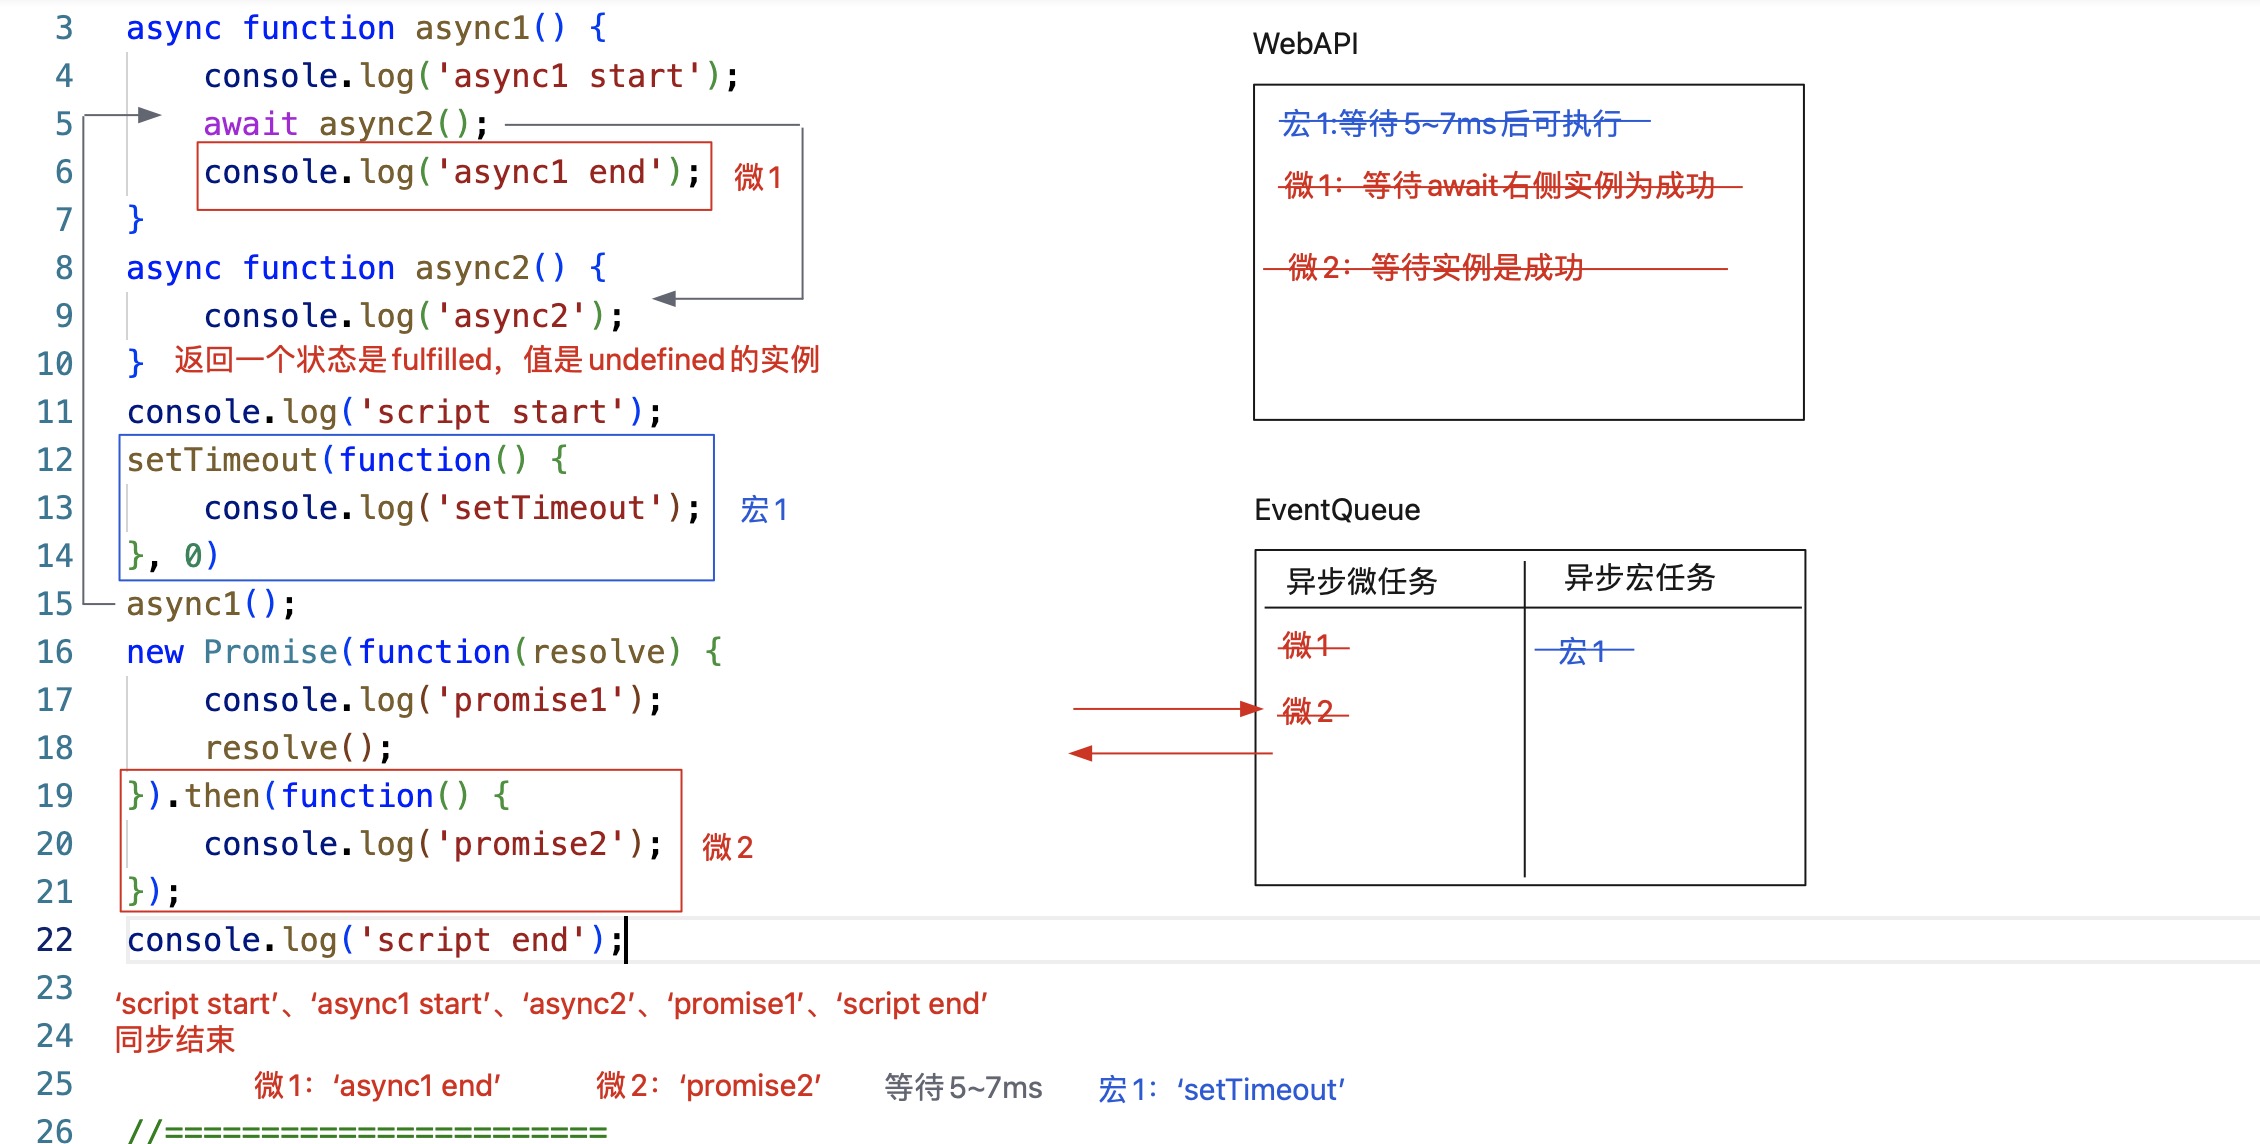 3 async function async1() {
4 console.log('async1 start');
5 await async2();
6 console.log('async1 end'); 微1
7 }
8 async function async2() {
9 console.log('async2');
10 } 返回一个状态是fulfilled，值是undefined的实例
11 console.log('script start');
12 setTimeout(function() {
13 console.log('setTimeout'); 宏1
14 }, 0)
15 async1();
16 new Promise(function(resolve) {
17 console.log('promise1');
18 resolve();
19 }).then(function() {
20 console.log('promise2'); 微2
21 });
22 console.log('script end');
23
‘script start’、‘async1 start’、‘async2’、‘promise1’、‘script end’
24 同步结束
25 微1：‘async1 end’ 微2：‘promise2’ 等待5~7ms 宏1：‘setTimeout’
26 //=======================
WebAPI
宏1:等待5~7ms后可执行
微1：等待await右侧实例为成功
微2：等待实例是成功
EventQueue
异步微任务 异步宏任务
微1 宏1
微2